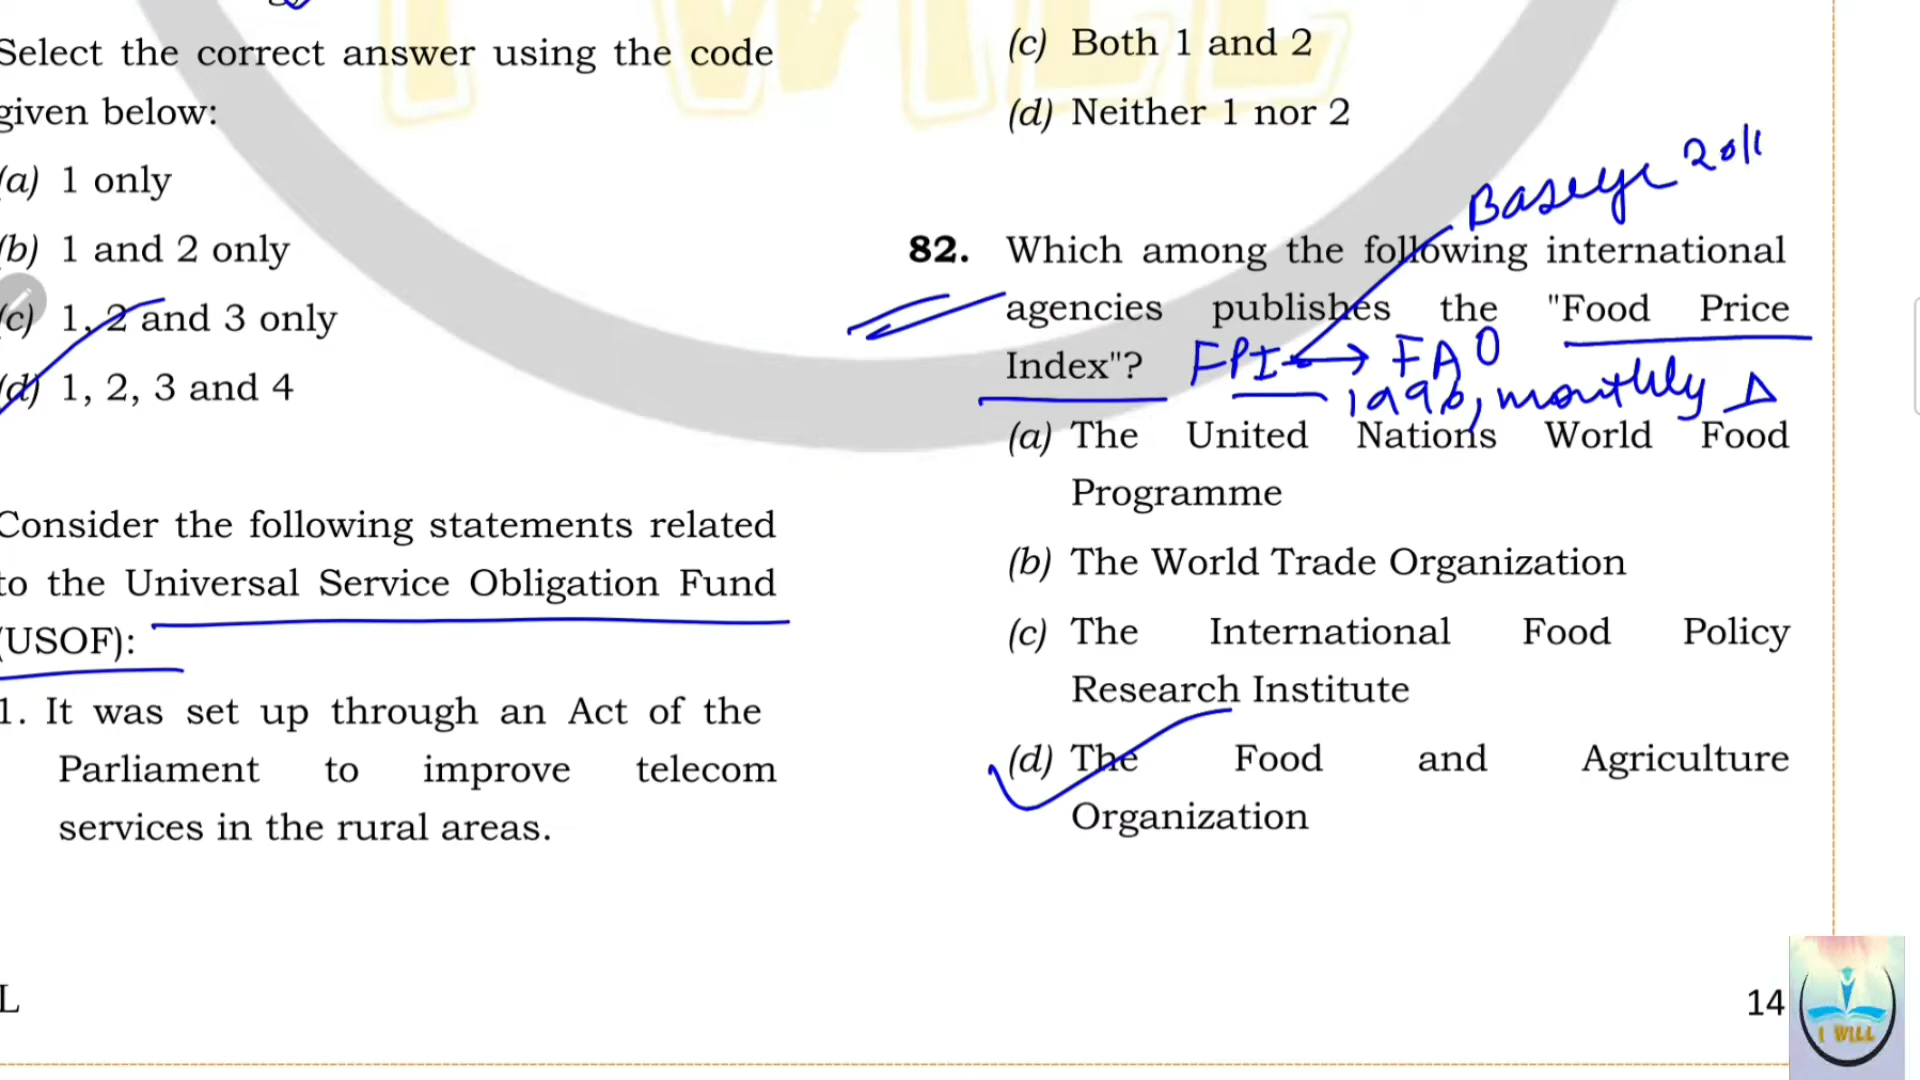 Select the correct answer using the code
given below:
(a) 1 only
(b) 1 and 2 only
(c) 1, 2 and 3 only
(d) 1, 2, 3 and 4
Consider the following statements related
to the Universal Service Obligation Fund
(USOF):
1. It was set up through an Act of the
Parliament to improve telecom
services in the rural areas.
L
(c) Both 1 and 2
(d) Neither 1 nor 2
Baseyr 2011
82. Which among the following international
agencies publishes the "Food Price
Index"?
FPI → FAO
1996, monthly Δ
(a) The United Nations World Food
Programme
(b) The World Trade Organization
(c) The International Food Policy
Research Institute
(d) The Food and Agriculture
Organization
14
I WILL